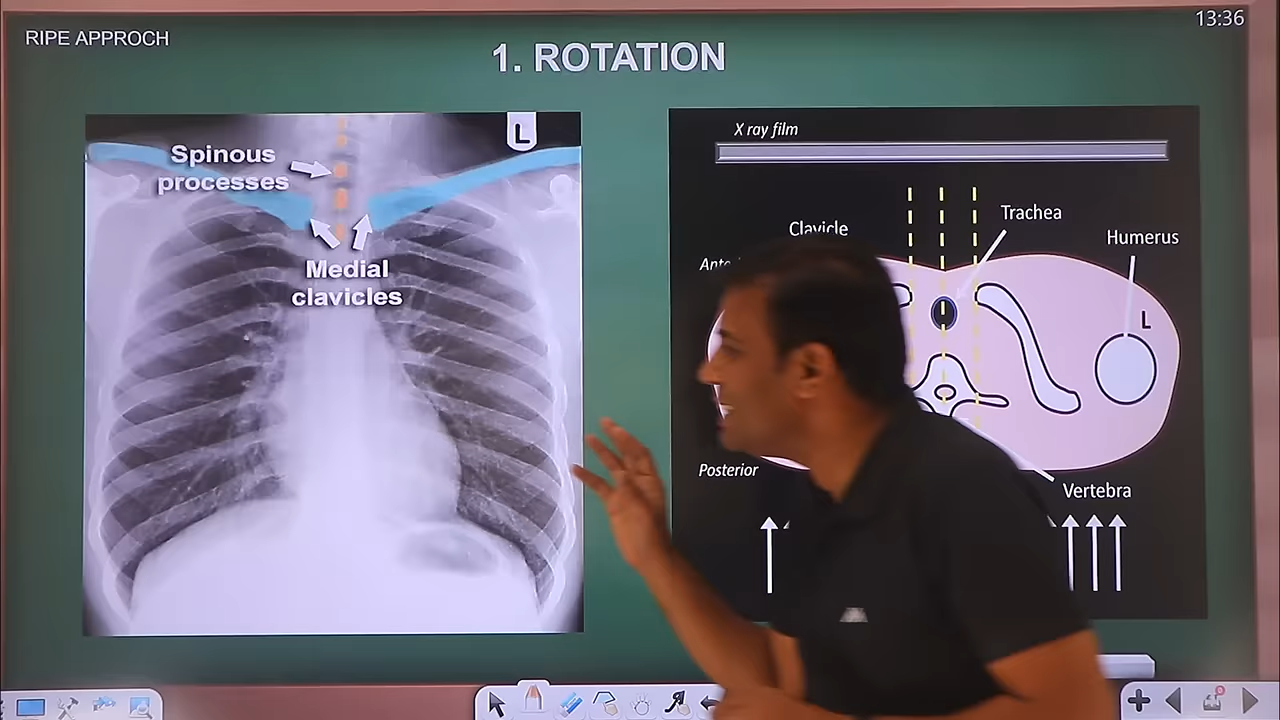 RIPE APPROCH
13:36
1. ROTATION
L
Spinous
processes
Medial
clavicles
X ray film
Trachea
Clavicle
Humerus
L
Posterior
Vertebra